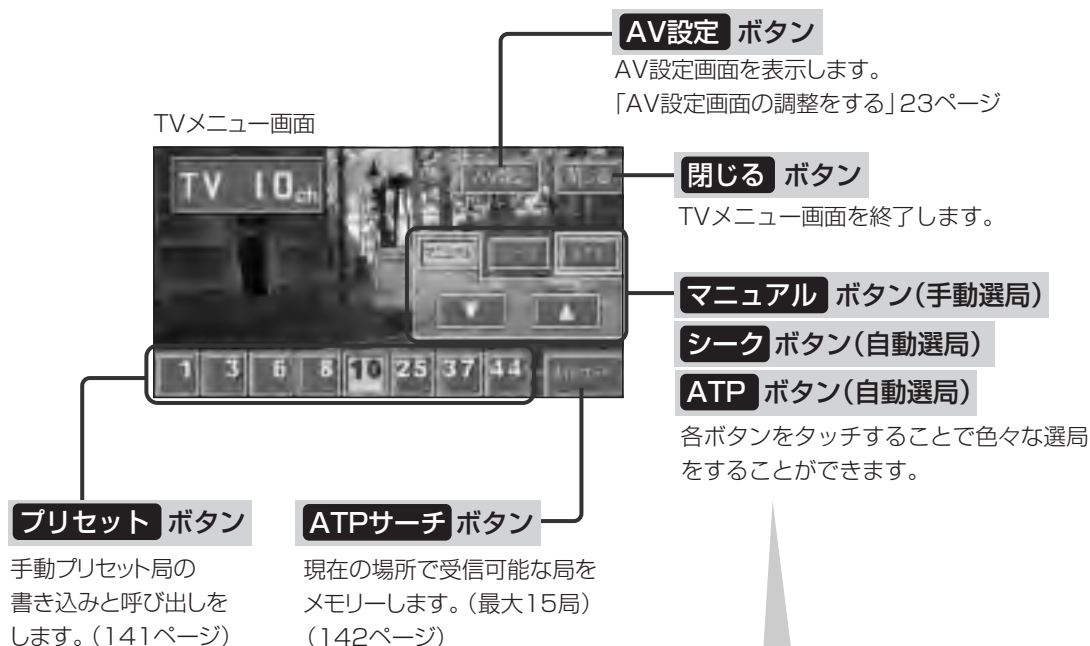 AV設定 ボタン
AV設定画面を表示します。
「AV設定画面の調整をする」23ページ
TVメニュー画面
TV 10ch
閉じる ボタン
TVメニュー画面を終了します。
マニュアル ボタン(手動選局)
シーク ボタン(自動選局)
ATP ボタン(自動選局)
各ボタンをタッチすることで色々な選局
をすることができます。
▼ ▲
1 3 6 8 10 25 37 44
プリセット ボタン
手動プリセット局の
書き込みと呼び出しを
します。(141ページ)
ATPサーチ ボタン
現在の場所で受信可能な局を
メモリーします。(最大15局)
(142ページ)